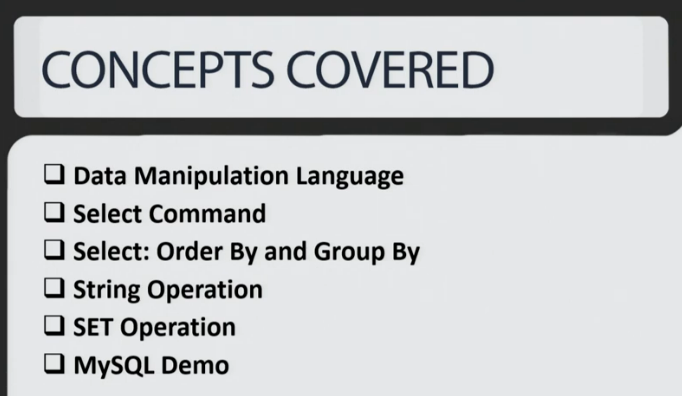 CONCEPTS COVERED
❑ Data Manipulation Language
❑ Select Command
❑ Select: Order By and Group By
❑ String Operation
❑ SET Operation
❑ MySQL Demo